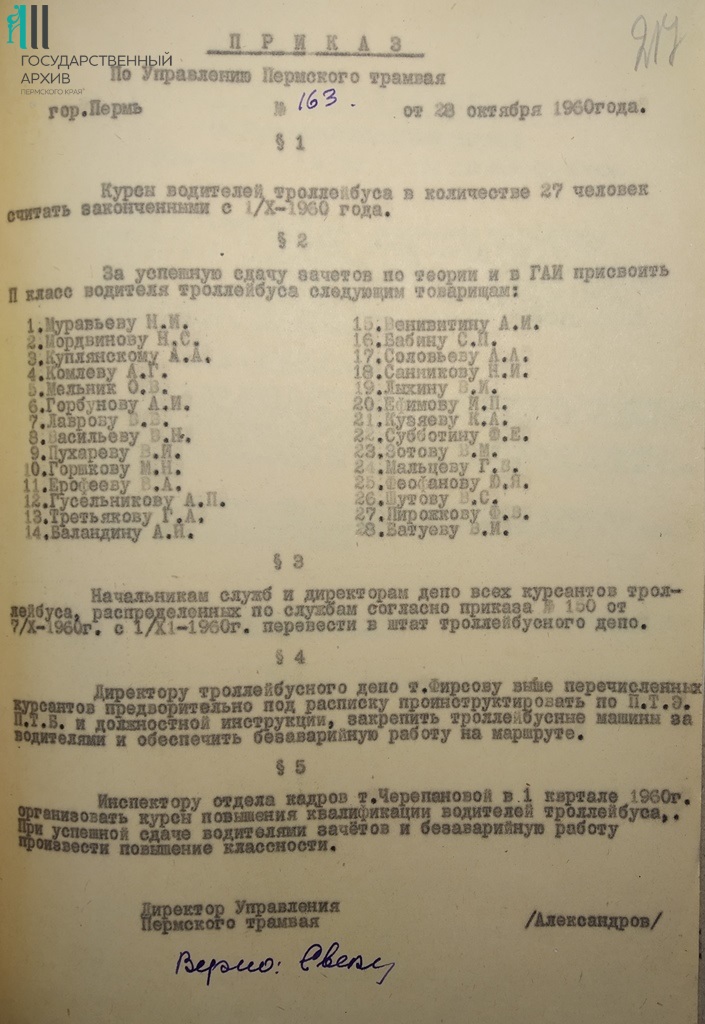 ГОСУДАРСТВЕННЫЙ
АРХИВ
ПЕРМСКОГО КРАЯ
217
ПРИКАЗ
По Управлению Пермского трамвая
гор.Пермь № 163. от 28 октября 1960года.
§ 1
Курсы водителей троллейбуса в количестве 27 человек
считать законченными с 1/X-1960 года.
§ 2
За успешную сдачу зачетов по теории и в ГАИ присвоить
П класс водителя троллейбуса следующим товарищам:
1.Муравьеву Н.И.
2.Мордвинову Н.С.
3.Куплянскому А.А.
4.Комлеву А.Г.
5.Мельник О.В.
6.Горбунову А.И.
7.Лаврову В.В.
8.Васильеву В.Н.
9.Пухареву В.И.
10.Горшкову М.Н.
11.Ерофееву В.А.
12.Гусельникову А.П.
13.Третьякову Г.А.
14.Баландину А.Н.
15.Веневитину А.И.
16.Бабину С.П.
17.Соловьеву А.А.
18.Санникову Н.И.
19.Лыхину В.И.
20.Ефимову И.П.
21.Кузяеву К.А.
22.Субботину Ф.Е.
23.Зотову В.М.
24.Мальцеву Г.В.
25.Феофанову Ю.Я.
26.Шутову В.С.
27.Пирожкову Ф.В.
28.Батуеву В.И.
§ 3
Начальникам служб и директорам депо всех курсантов трол-
лейбуса, распределенных по службам согласно приказа № 150 от
7/X-1960г. с 1/X1-1960г. перевести в штат троллейбусного депо.
§ 4
Директору троллейбусного депо т.Фирсову выше перечисленных
курсантов предворительно под расписку проинструктировать по П.Т.Э.
П.Т.Б. и должностной инструкции, закрепить троллейбусные машины за
водителями и обеспечить безаварийную работу на маршруте.
§ 5
Инспектору отдела кадров т.Черепановой в i квртале 1960г.
организовать курсы повышения квалификации водителей троллейбуса,.
При успешной сдаче водителями зачётов и безаварийную работу
произвести повышение классности.
Директор Управления
Пермского трамвая /Александров/
Верно: